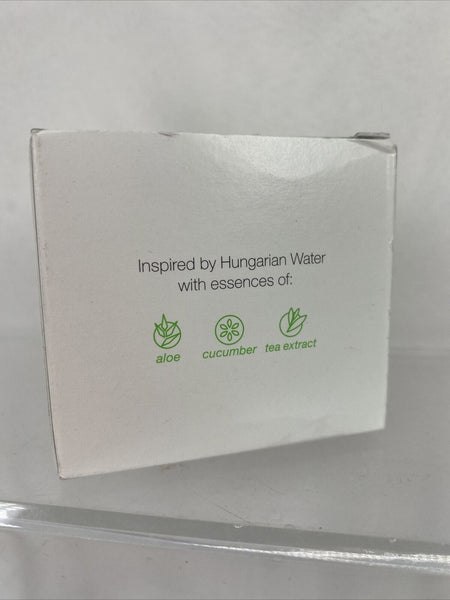 Inspired by Hungarian Water
with essences of:
aloe
cucumber
tea extract